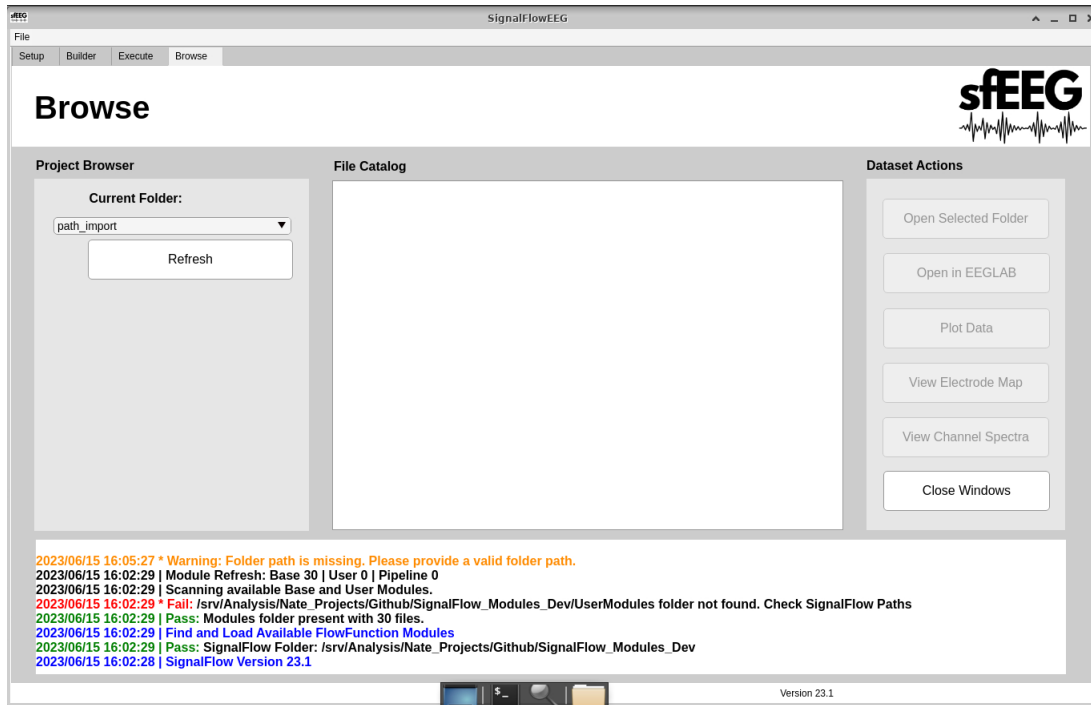 sfEEG
SignalFlowEEG
File
Setup Builder Execute Browse
Browse
sfEEG
Project Browser
Current Folder:
path_import
Refresh
File Catalog
Dataset Actions
Open Selected Folder
Open in EEGLAB
Plot Data
View Electrode Map
View Channel Spectra
Close Windows
2023/06/15 16:05:27 * Warning: Folder path is missing. Please provide a valid folder path.
2023/06/15 16:02:29 | Module Refresh: Base 30 | User 0 | Pipeline 0
2023/06/15 16:02:29 | Scanning available Base and User Modules.
2023/06/15 16:02:29 * Fail: /srv/Analysis/Nate_Projects/Github/SignalFlow_Modules_Dev/UserModules folder not found. Check SignalFlow Paths
2023/06/15 16:02:29 | Pass: Modules folder present with 30 files.
2023/06/15 16:02:29 | Find and Load Available FlowFunction Modules
2023/06/15 16:02:29 | Pass: SignalFlow Folder: /srv/Analysis/Nate_Projects/Github/SignalFlow_Modules_Dev
2023/06/15 16:02:28 | SignalFlow Version 23.1
$_
Version 23.1